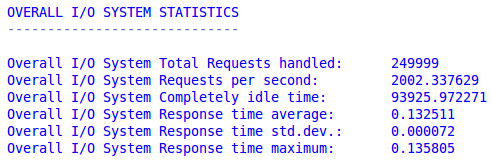 OVERALL I/O SYSTEM STATISTICS
-----------------------------
Overall I/O System Total Requests handled: 249999
Overall I/O System Requests per second: 2002.337629
Overall I/O System Completely idle time: 93925.972271
Overall I/O System Response time average: 0.132511
Overall I/O System Response time std.dev.: 0.000072
Overall I/O System Response time maximum: 0.135805